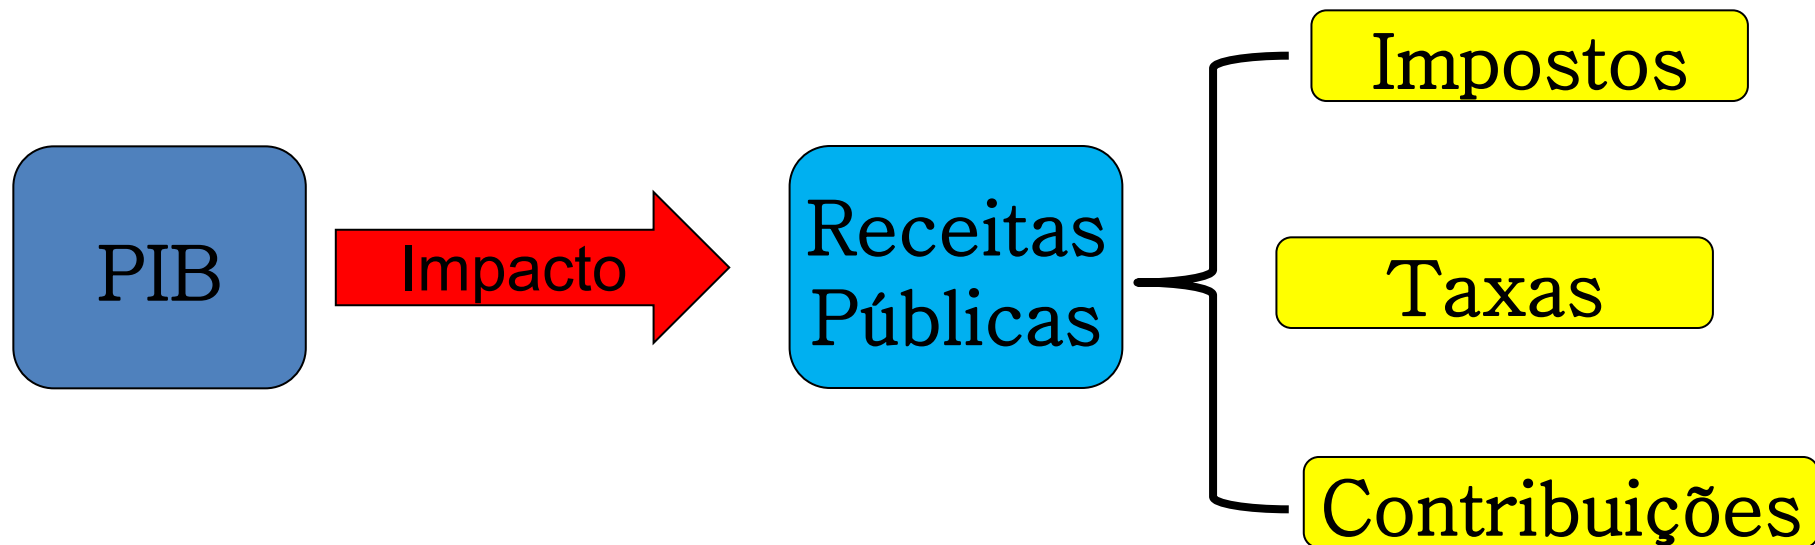 PIB
Impacto
Receitas
Públicas
Impostos
Taxas
Contribuições